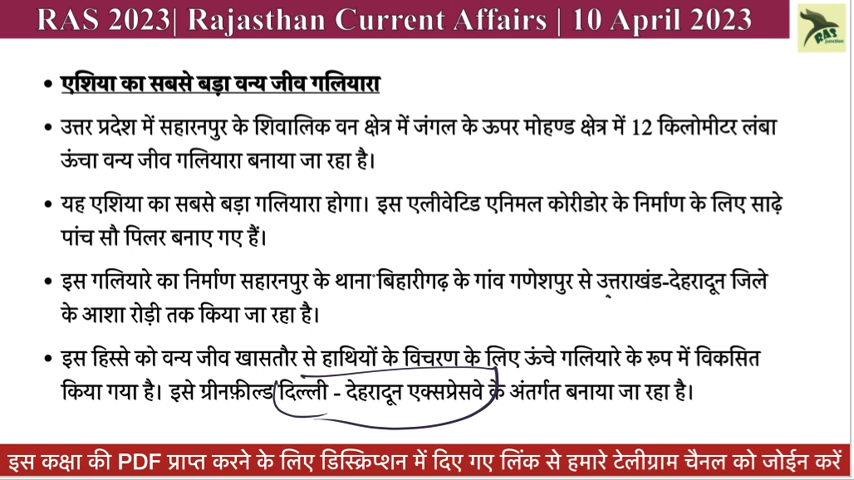 RAS 2023| Rajasthan Current Affairs | 10 April 2023
RAS
junction
• एशिया का सबसे बड़ा वन्य जीव गलियारा
• उत्तर प्रदेश में सहारनपुर के शिवालिक वन क्षेत्र में जंगल के ऊपर मोहण्ड क्षेत्र में 12 किलोमीटर लंबा
ऊंचा वन्य जीव गलियारा बनाया जा रहा है।
• यह एशिया का सबसे बड़ा गलियारा होगा। इस एलीवेटिड एनिमल कोरीडोर के निर्माण के लिए साढ़े
पांच सौ पिलर बनाए गए हैं।
• इस गलियारे का निर्माण सहारनपुर के थाना बिहारीगढ़ के गांव गणेशपुर से उत्तराखंड-देहरादून जिले
के आशा रोड़ी तक किया जा रहा है।
• इस हिस्से को वन्य जीव खासतौर से हाथियों के विचरण के लिए ऊंचे गलियारे के रूप में विकसित
किया गया है। इसे ग्रीनफ़ील्ड दिल्ली - देहरादून एक्सप्रेसवे के अंतर्गत बनाया जा रहा है।
इस कक्षा की PDF प्राप्त करने के लिए डिस्क्रिप्शन में दिए गए लिंक से हमारे टेलीग्राम चैनल को जोईन करें